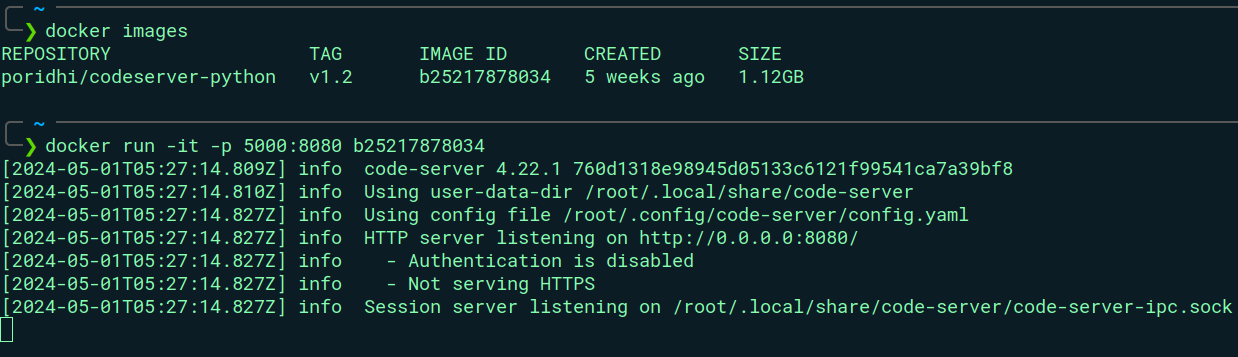 ~
❯ docker images
REPOSITORY TAG IMAGE ID CREATED SIZE
poridhi/codeserver-python v1.2 b25217878034 5 weeks ago 1.12GB
~
❯ docker run -it -p 5000:8080 b25217878034
[2024-05-01T05:27:14.809Z] info code-server 4.22.1 760d1318e98945d05133c6121f99541ca7a39bf8
[2024-05-01T05:27:14.810Z] info Using user-data-dir /root/.local/share/code-server
[2024-05-01T05:27:14.827Z] info Using config file /root/.config/code-server/config.yaml
[2024-05-01T05:27:14.827Z] info HTTP server listening on http://0.0.0.0:8080/
[2024-05-01T05:27:14.827Z] info - Authentication is disabled
[2024-05-01T05:27:14.827Z] info - Not serving HTTPS
[2024-05-01T05:27:14.827Z] info Session server listening on /root/.local/share/code-server/code-server-ipc.sock